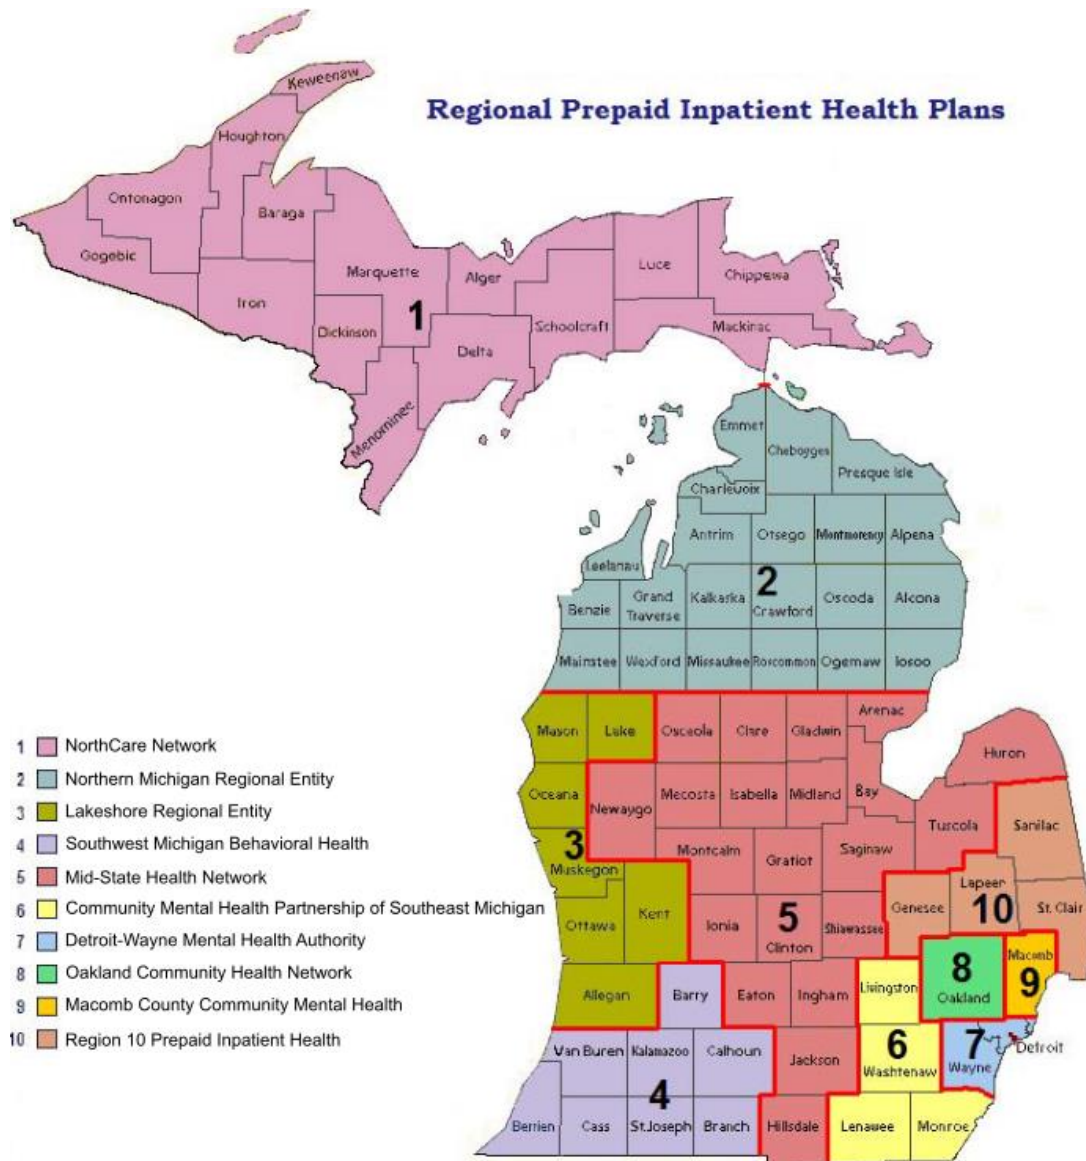 Regional Prepaid Inpatient Health Plans
Keweenaw
Houghton
Ontonagon
Baraga
Gogebic
Marquette
Alger
Luce
Chippewa
Iron
1
Dickinson
Schoolcraft
Mackinac
Delta
Menominee
Emmet
Cheboygan
Presque Isle
Charlevoix
Antrim
Otsego
Montmorency
Alpena
Leelanau
2
Benzie
Grand
Traverse
Kalkaska
Crawford
Oscoda
Alcona
Mainstee
Wexford
Missaukee
Roscommon
Ogemaw
Iosoo
Mason
Lake
Osceola
Clare
Gladwin
Arenac
Huron
Oceana
Newaygo
Mecosta
Isabella
Midland
Bay
Tuscola
Sanilac
3
Muskegon
Montcalm
Gratiot
Saginaw
Lapeer
Ottawa
Kent
Ionia
5
Clinton
Shiawassee
Genesee
10
St. Clair
Allegan
Barry
Eaton
Ingham
Livingston
8
Oakland
Macomb
9
Van Buren
Kalamazoo
Calhoun
Jackson
6
Washtenaw
7
Wayne
Detroit
4
Berrien
Cass
St.Joseph
Branch
Hillsdale
Lenawee
Monroe
1 NorthCare Network
2 Northern Michigan Regional Entity
3 Lakeshore Regional Entity
4 Southwest Michigan Behavioral Health
5 Mid-State Health Network
6 Community Mental Health Partnership of Southeast Michigan
7 Detroit-Wayne Mental Health Authority
8 Oakland Community Health Network
9 Macomb County Community Mental Health
10 Region 10 Prepaid Inpatient Health